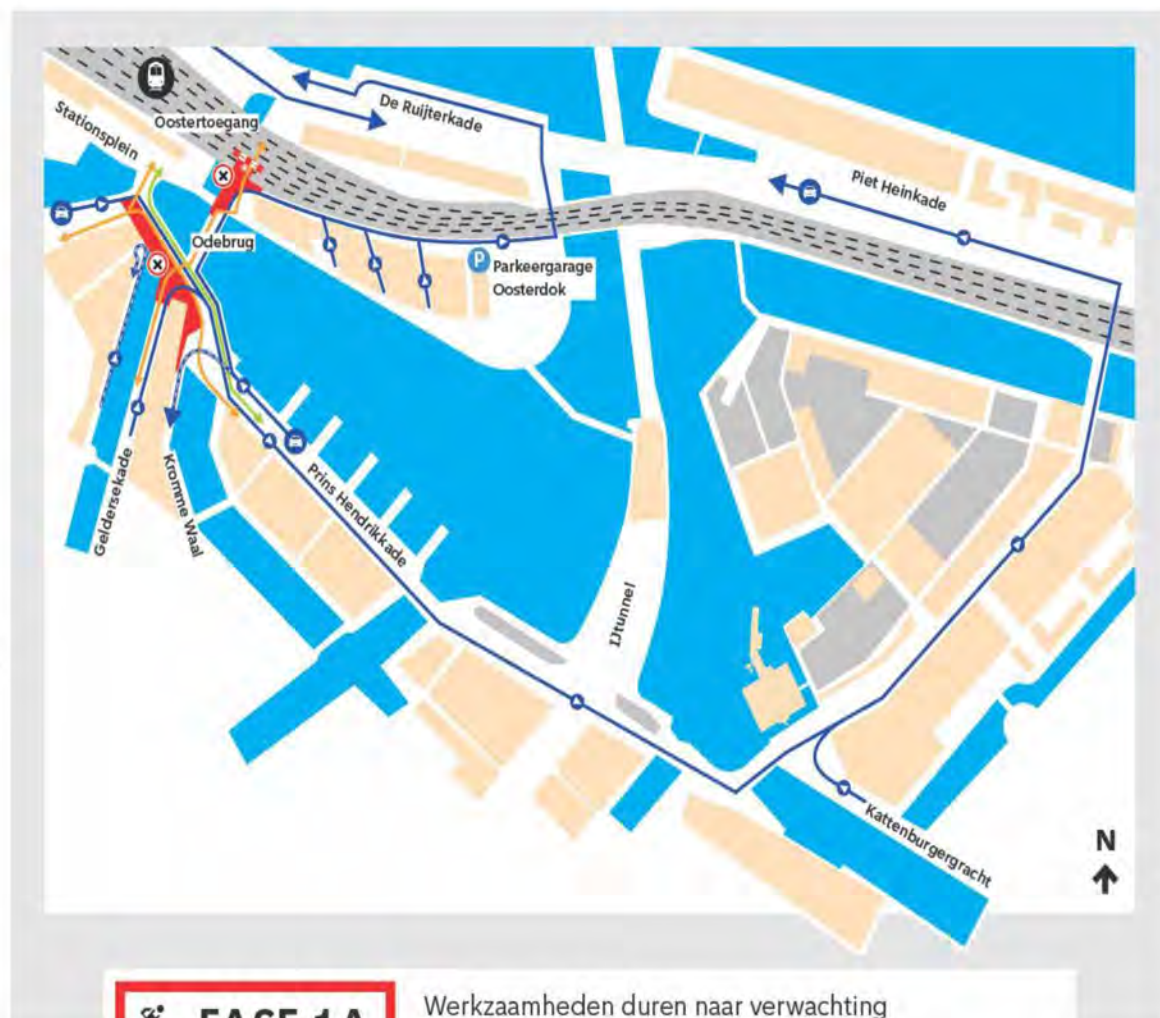 Stationsplein
Oostertoegang
De Ruijterkade
Piet Heinkade
Odebrug
P
Parkeergarage
Oosterdok
Geldersekade
Kromme Waal
Prins Hendrikkade
IJtunnel
Kattenburgergracht
N
FASE 1A
Werkzaamheden duren naar verwachting